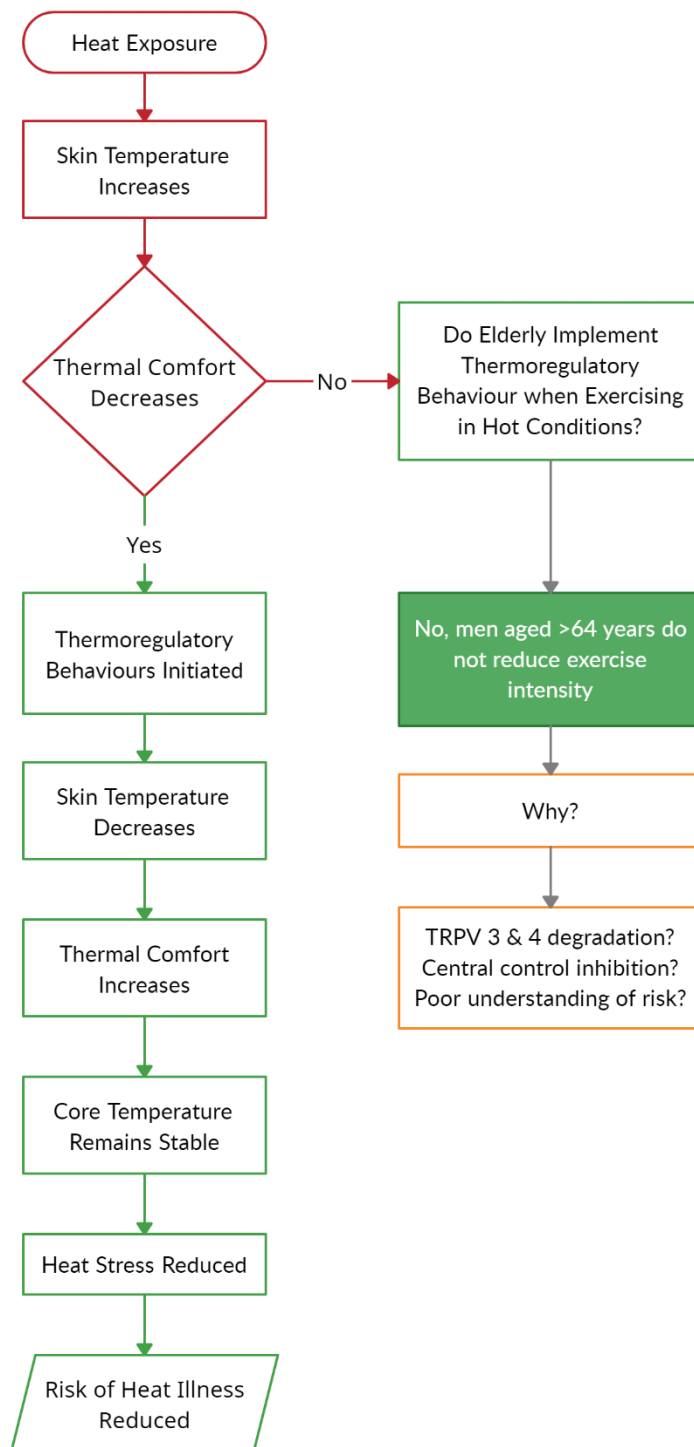 Heat Exposure
Skin Temperature
Increases
Thermal Comfort
Decreases
No
Do Elderly Implement
Thermoregulatory
Behaviour when Exercising
in Hot Conditions?
Yes
Thermoregulatory
Behaviours Initiated
No, men aged >64 years do
not reduce exercise
intensity
Skin Temperature
Decreases
Why?
Thermal Comfort
Increases
TRPV 3 & 4 degradation?
Central control inhibition?
Poor understanding of risk?
Core Temperature
Remains Stable
Heat Stress Reduced
Risk of Heat Illness
Reduced